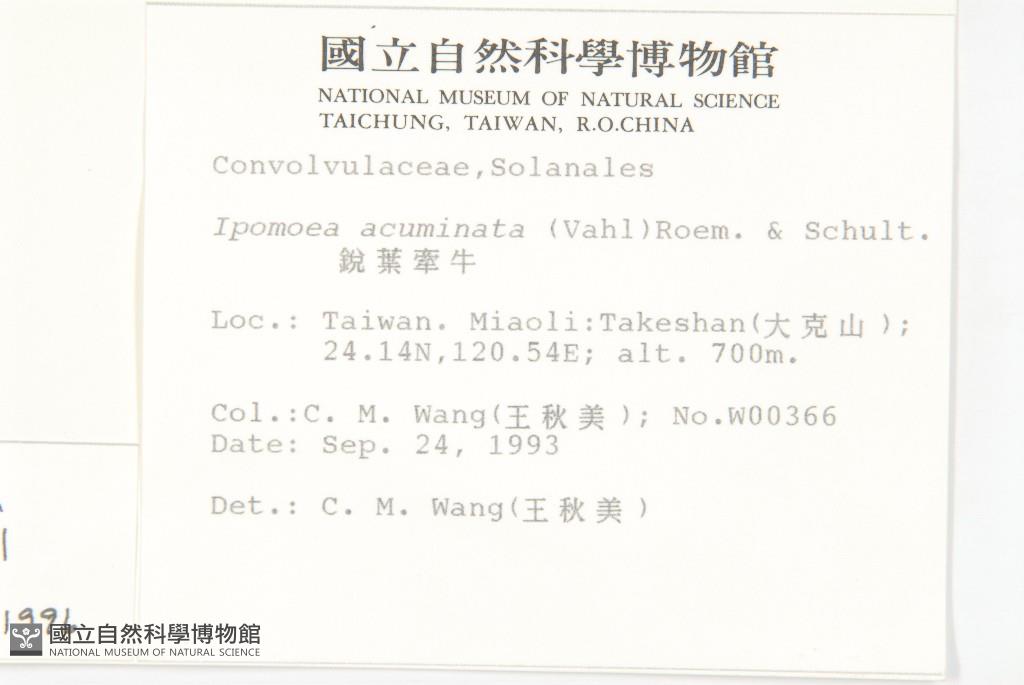 國立自然科學博物館
NATIONAL MUSEUM OF NATURAL SCIENCE
TAICHUNG, TAIWAN, R.O.CHINA
Convolvulaceae,Solanales
Ipomoea acuminata (Vahl)Roem. & Schult.
銳葉牽牛
Loc.: Taiwan. Miaoli:Takeshan(大克山);
24.14N,120.54E; alt. 700m.
Col.:C. M. Wang(王秋美); No.W00366
Date: Sep. 24, 1993
Det.: C. M. Wang(王秋美)
國立自然科學博物館
NATIONAL MUSEUM OF NATURAL SCIENCE